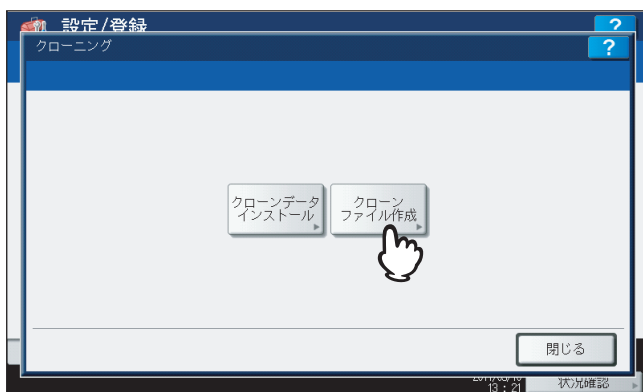 設定/登録
?
クローニング
?
クローンデータ
インストール
クローン
ファイル作成
閉じる
13 : 21
状況確認